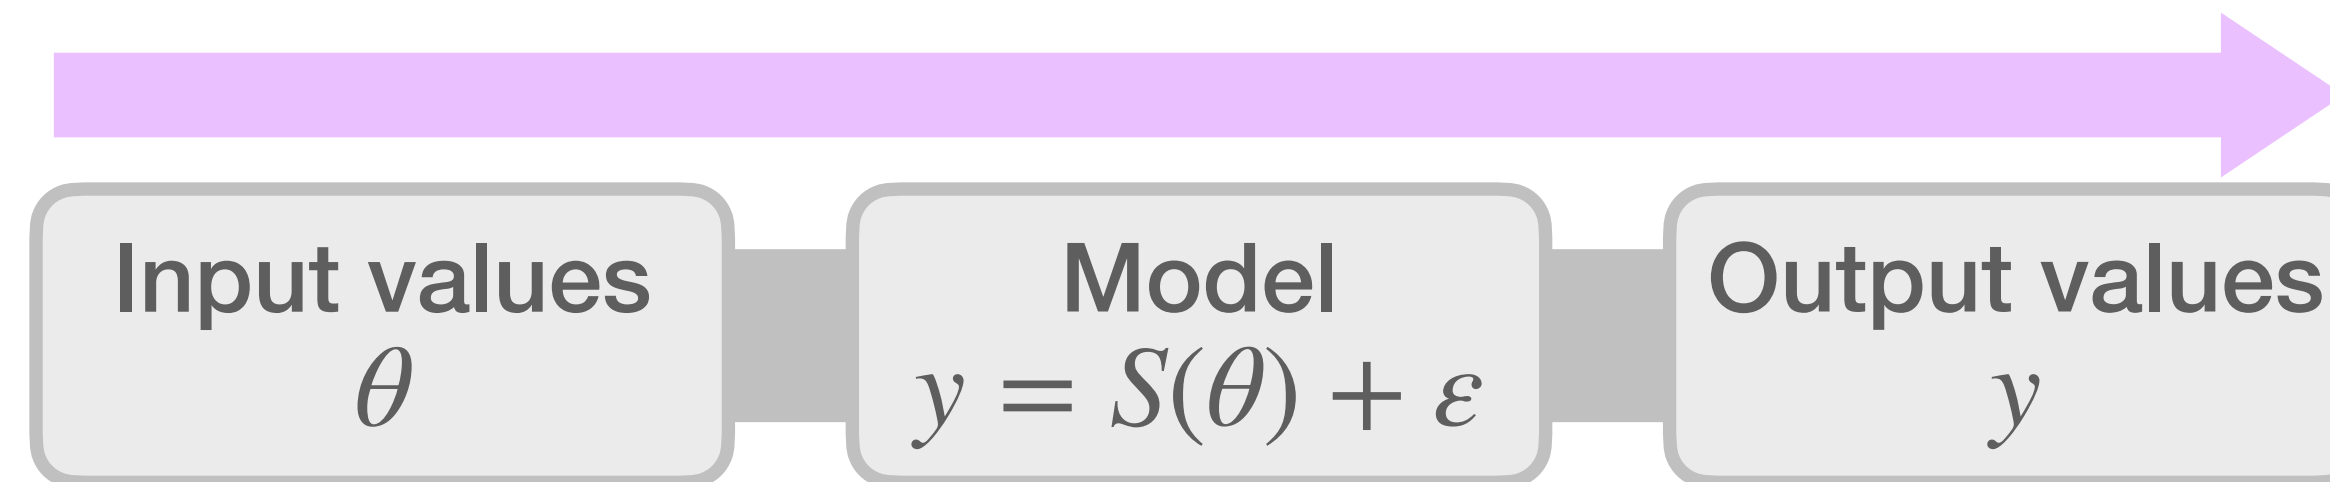 Input values
θ
Model
y = S(θ) + ε
Output values
y